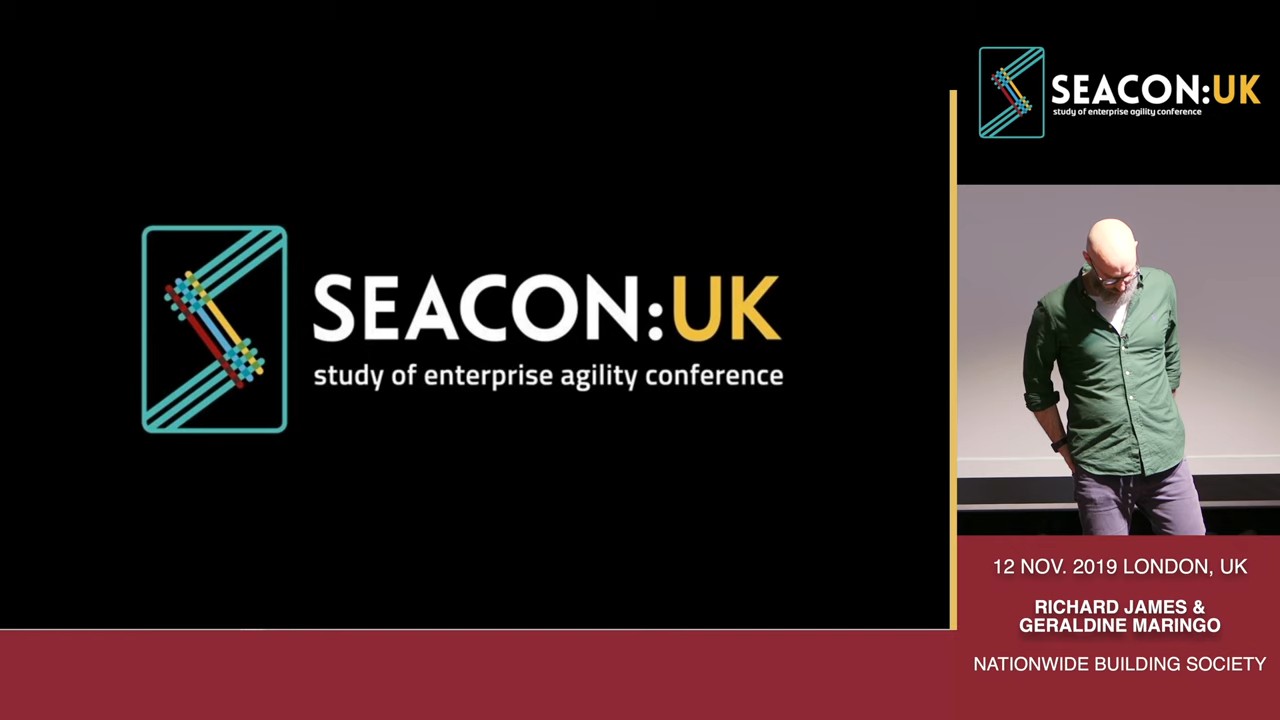 SEACON:UK
study of enterprise agility conference
SEACON:UK
study of enterprise agility conference
12 NOV. 2019 LONDON, UK
RICHARD JAMES &
GERALDINE MARINGO
NATIONWIDE BUILDING SOCIETY